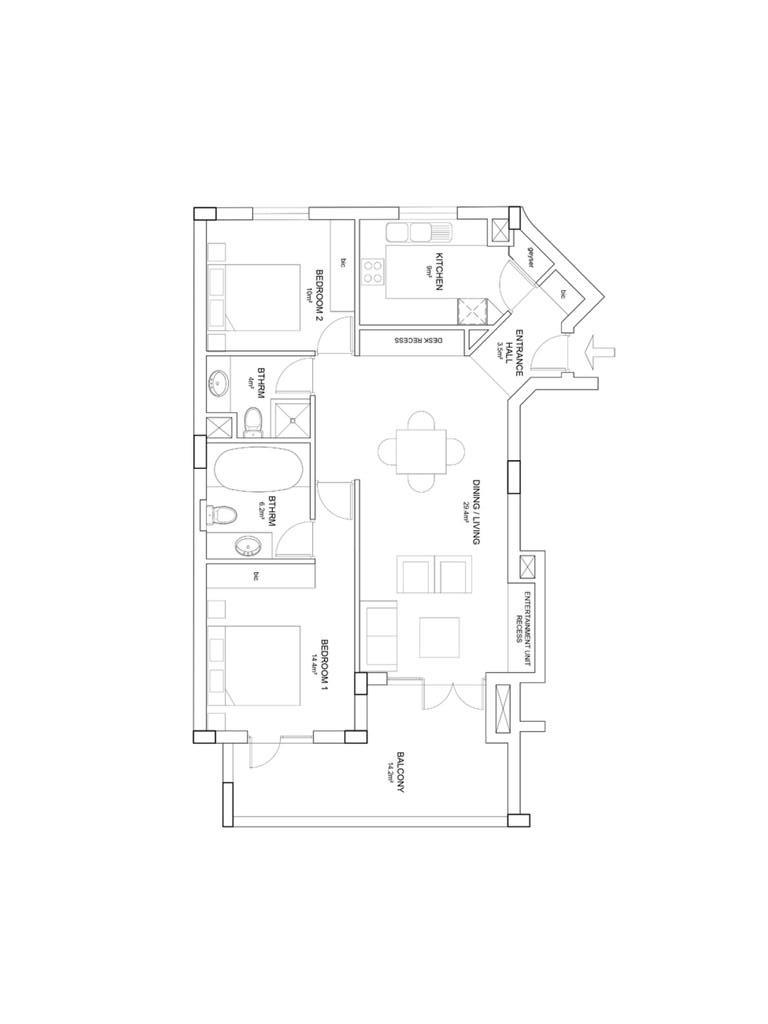 geyser
bic
KITCHEN
9m²
bic
BEDROOM 2
10m²
bic
DESK RECESS
ENTRANCE
HALL
3.5m²
BTHRM
4m²
DINING / LIVING
29.4m²
BTHRM
6.2m²
bic
ENTERTAINMENT UNIT
RECESS
BEDROOM 1
14.4m²
BALCONY
14.2m²